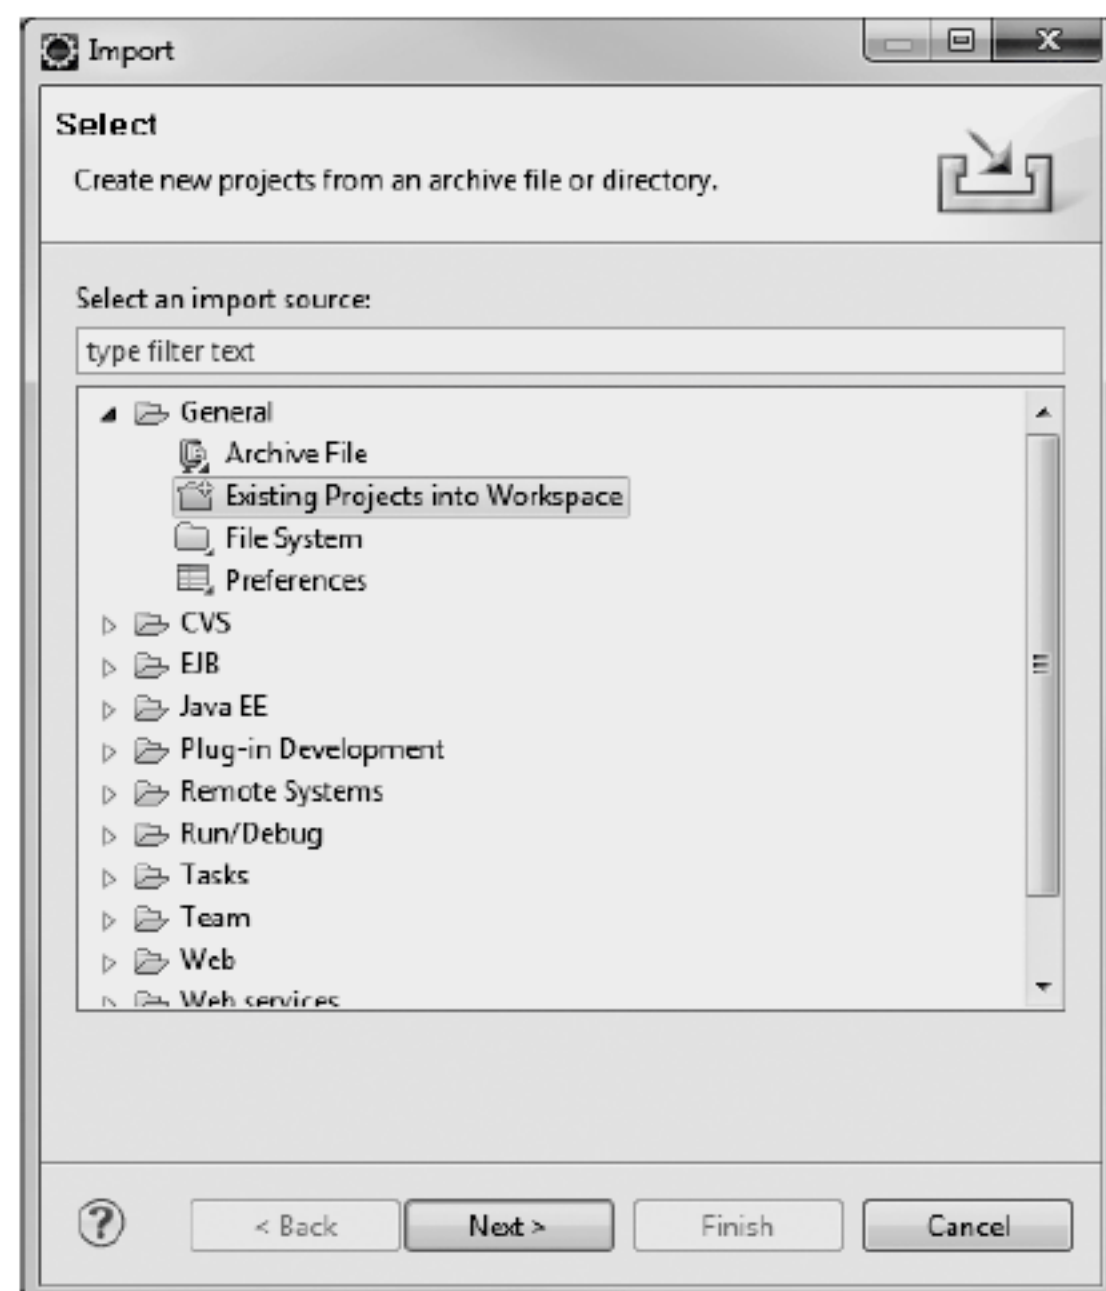 Import
Select
Create new projects from an archive file or directory.
Select an import source:
type filter text
General
Archive File
Existing Projects into Workspace
File System
Preferences
CVS
EJB
Java EE
Plug-in Development
Remote Systems
Run/Debug
Tasks
Team
Web
Web services
?
< Back
Next >
Finish
Cancel